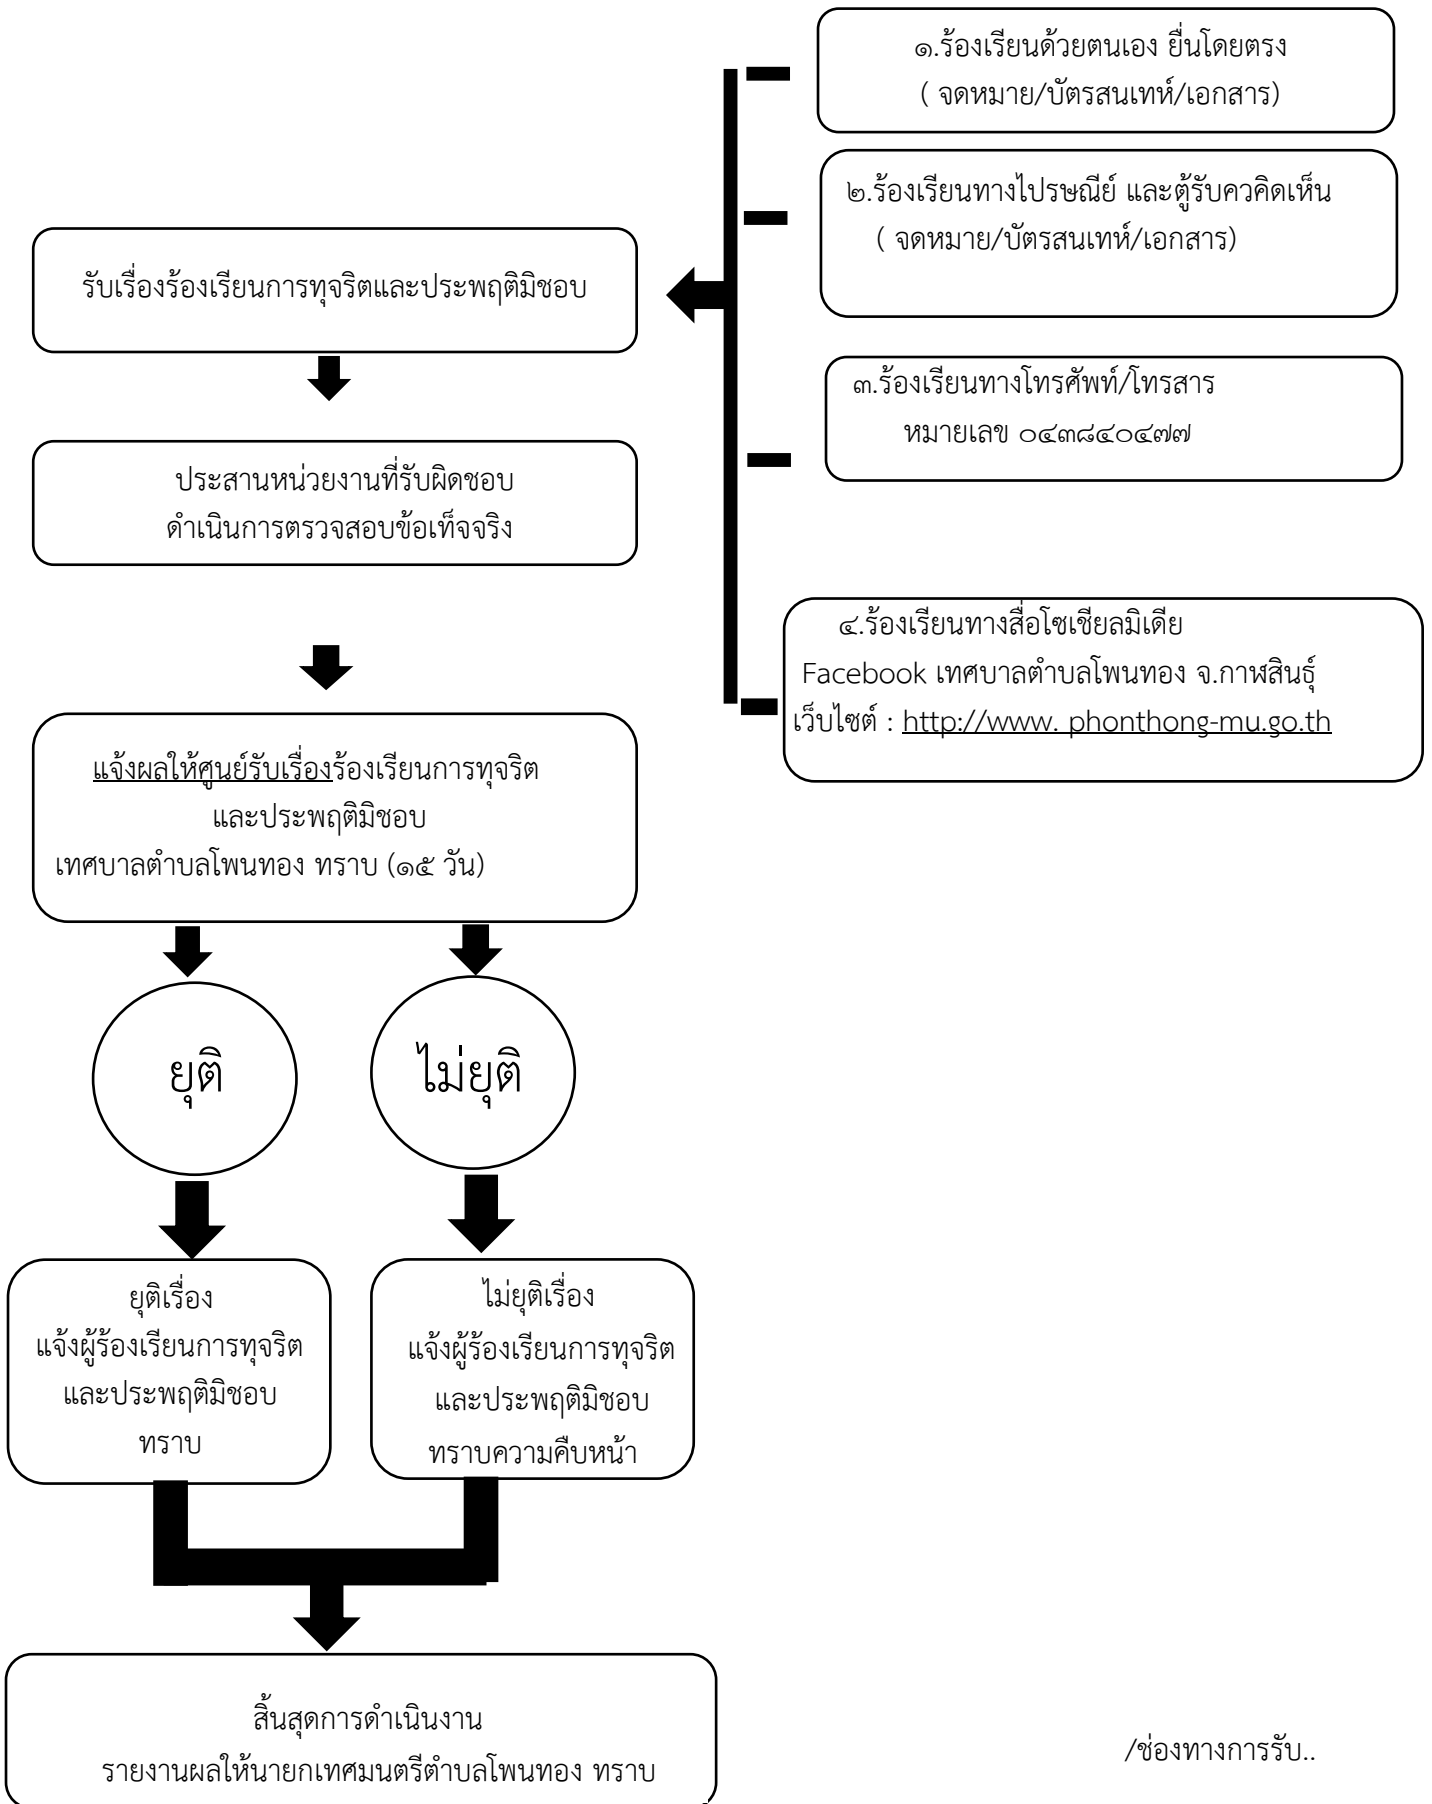 ๑.ร้องเรียนด้วยตนเอง ยื่นโดยตรง
( จดหมาย/บัตรสนเทห์/เอกสาร)
๒.ร้องเรียนทางไปรษณีย์ และตู้รับควคิดเห็น
( จดหมาย/บัตรสนเทห์/เอกสาร)
๓.ร้องเรียนทางโทรศัพท์/โทรสาร
หมายเลข ๐๔๓๘๔๐๔๗๗
๔.ร้องเรียนทางสื่อโซเชียลมิเดีย
Facebook เทศบาลตำบลโพนทอง จ.กาฬสินธุ์
เว็บไซต์ : http://www. phonthong-mu.go.th
รับเรื่องร้องเรียนการทุจริตและประพฤติมิชอบ
ประสานหน่วยงานที่รับผิดชอบ
ดำเนินการตรวจสอบข้อเท็จจริง
แจ้งผลให้ศูนย์รับเรื่องร้องเรียนการทุจริต
และประพฤติมิชอบ
เทศบาลตำบลโพนทอง ทราบ (๑๕ วัน)
ยุติ
ไม่ยุติ
ยุติเรื่อง
แจ้งผู้ร้องเรียนการทุจริต
และประพฤติมิชอบ
ทราบ
ไม่ยุติเรื่อง
แจ้งผู้ร้องเรียนการทุจริต
และประพฤติมิชอบ
ทราบความคืบหน้า
สิ้นสุดการดำเนินงาน
รายงานผลให้นายกเทศมนตรีตำบลโพนทอง ทราบ
/ช่องทางการรับ..